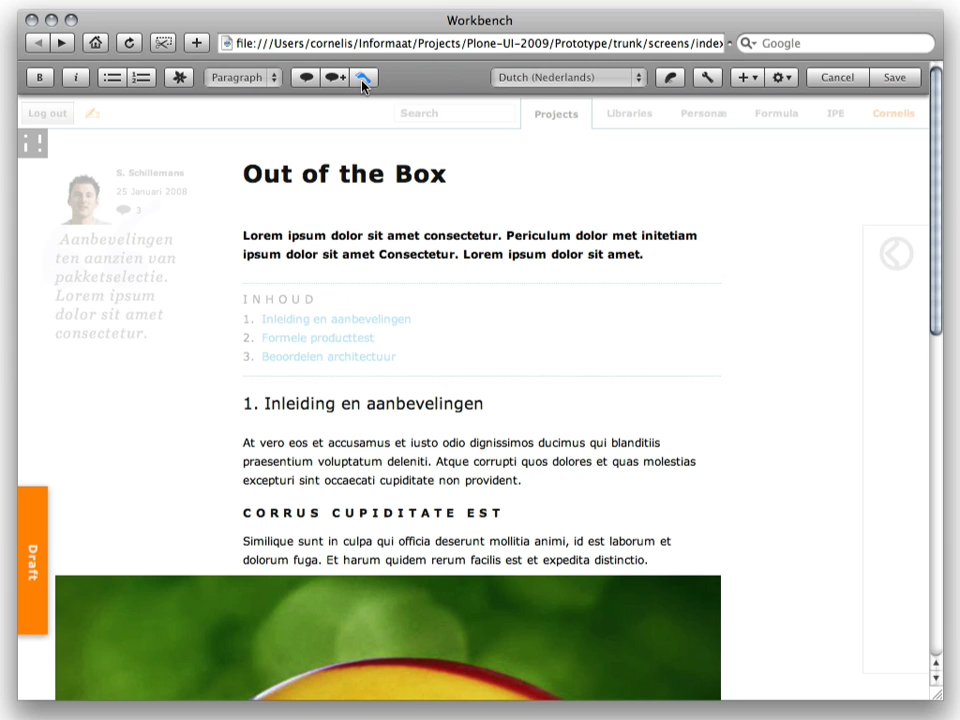 Workbench
file:///Users/cornelis/Informaat/Projects/Plone-UI-2009/Prototype/trunk/screens/index
Google
B i Paragraph Dutch (Nederlands) Cancel Save
Log out Search Projects Libraries Personæ Formula IPE Cornelis
i !
S. Schillemans
25 Januari 2008
3
Aanbevelingen
ten aanzien van
pakketselectie.
Lorem ipsum
dolor sit amet
consectetur.
Out of the Box
Lorem ipsum dolor sit amet consectetur. Periculum dolor met initetiam
ipsum dolor sit amet Consectetur. Lorem ipsum dolor sit amet.
INHOUD
1. Inleiding en aanbevelingen
2. Formele producttest
3. Beoordelen architectuur
1. Inleiding en aanbevelingen
At vero eos et accusamus et iusto odio dignissimos ducimus qui blanditiis
praesentium voluptatum deleniti. Atque corrupti quos dolores et quas molestias
excepturi sint occaecati cupiditate non provident.
CORRUS CUPIDITATE EST
Similique sunt in culpa qui officia deserunt mollitia animi, id est laborum et
dolorum fuga. Et harum quidem rerum facilis est et expedita distinctio.
Draft